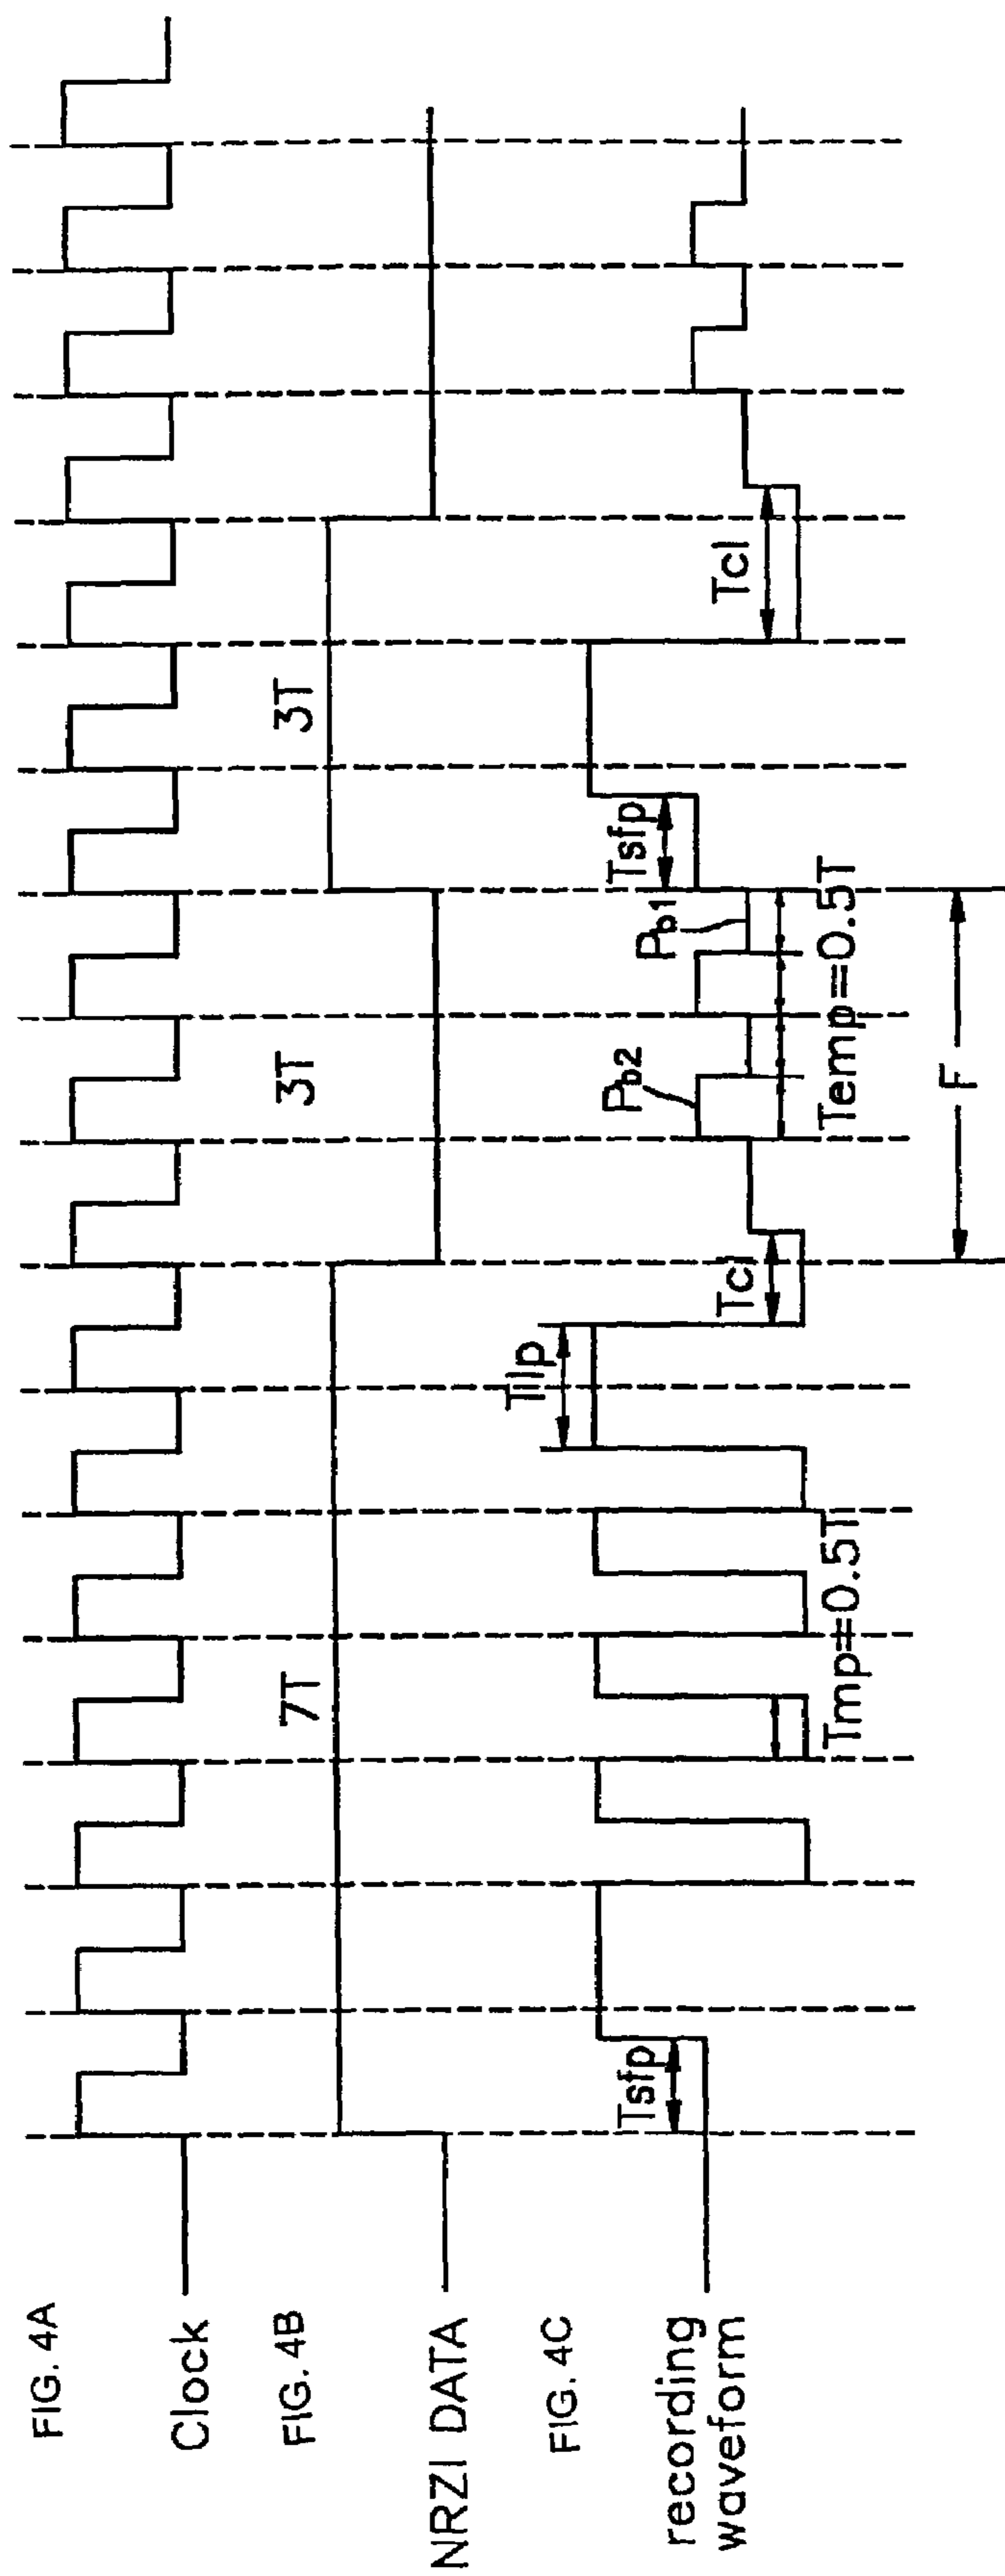 FIG. 4A
Clock
FIG. 4B
7T
3T
3T
NRZI DATA
FIG. 4C
recording
waveform
Tsfp
Tmp=0.5T
Tilp
Tcl
Pb2
Pb1
Temp=0.5T
Tsfp
Tcl
F